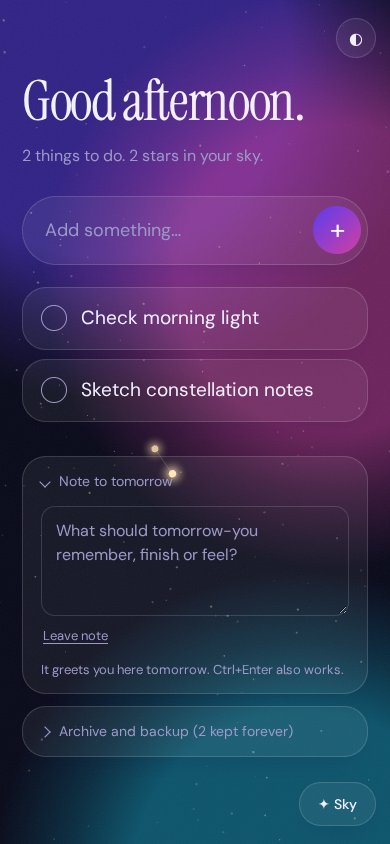 Good afternoon.
2 things to do. 2 stars in your sky.
Add something...
Check morning light
Sketch constellation notes
Note to tomorrow
What should tomorrow-you
remember, finish or feel?
Leave note
It greets you here tomorrow. Ctrl+Enter also works.
Archive and backup (2 kept forever)
✦ Sky